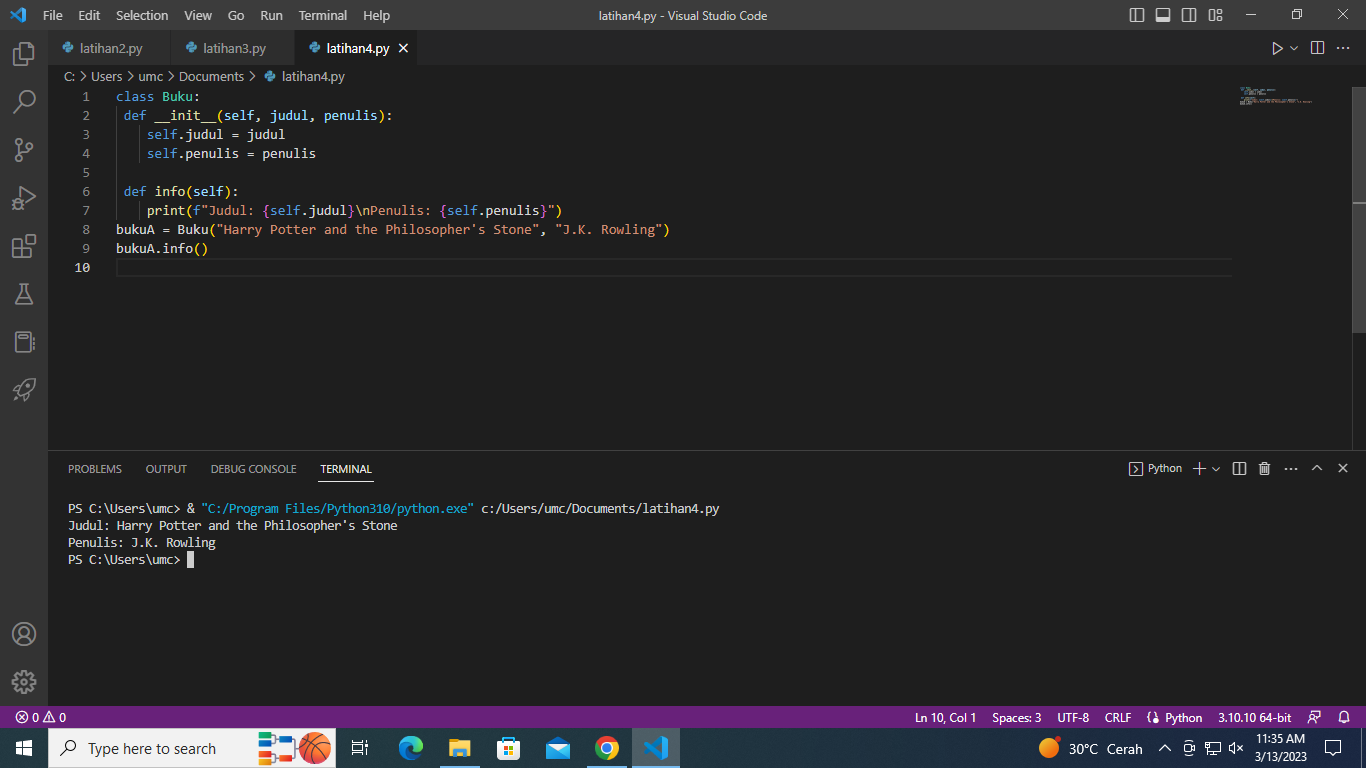 File Edit Selection View Go Run Terminal Help latihan4.py - Visual Studio Code
latihan2.py latihan3.py latihan4.py
C: > Users > umc > Documents > latihan4.py
1 class Buku:
2 def __init__(self, judul, penulis):
3 self.judul = judul
4 self.penulis = penulis
5
6 def info(self):
7 print(f"Judul: {self.judul}\nPenulis: {self.penulis}")
8 bukuA = Buku("Harry Potter and the Philosopher's Stone", "J.K. Rowling")
9 bukuA.info()
10
PROBLEMS OUTPUT DEBUG CONSOLE TERMINAL Python
PS C:\Users\umc> & "C:/Program Files/Python310/python.exe" c:/Users/umc/Documents/latihan4.py
Judul: Harry Potter and the Philosopher's Stone
Penulis: J.K. Rowling
PS C:\Users\umc>
0 0 Ln 10, Col 1 Spaces: 3 UTF-8 CRLF Python 3.10.10 64-bit
Type here to search 30°C Cerah 11:35 AM
3/13/2023